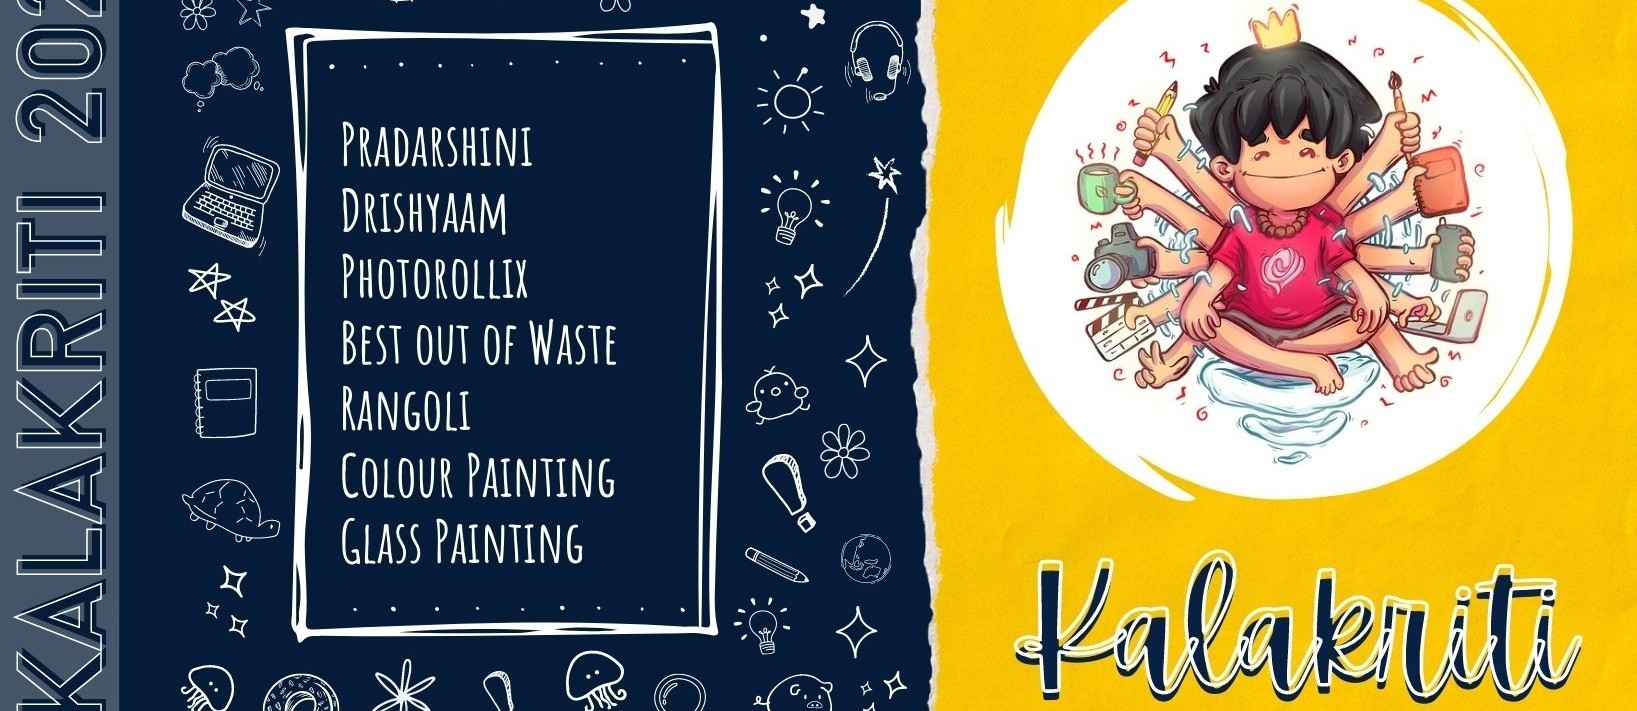 KALAKRITI 202
PRADARSHINI
DRISHYAAM
PHOTOROLLIX
BEST OUT OF WASTE
RANGOLI
COLOUR PAINTING
GLASS PAINTING
Kalakriti